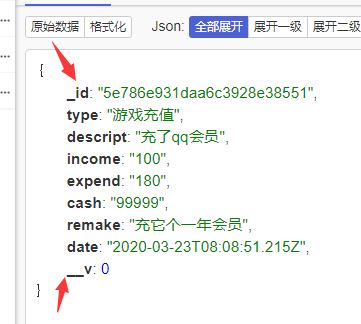 原始数据 格式化 Json: 全部展开 展开一级 展开二级
{
_id: "5e786e931daa6c3928e38551",
type: "游戏充值",
descript: "充了qq会员",
income: "100",
expend: "180",
cash: "99999",
remake: "充它个一年会员",
date: "2020-03-23T08:08:51.215Z",
__v: 0
}